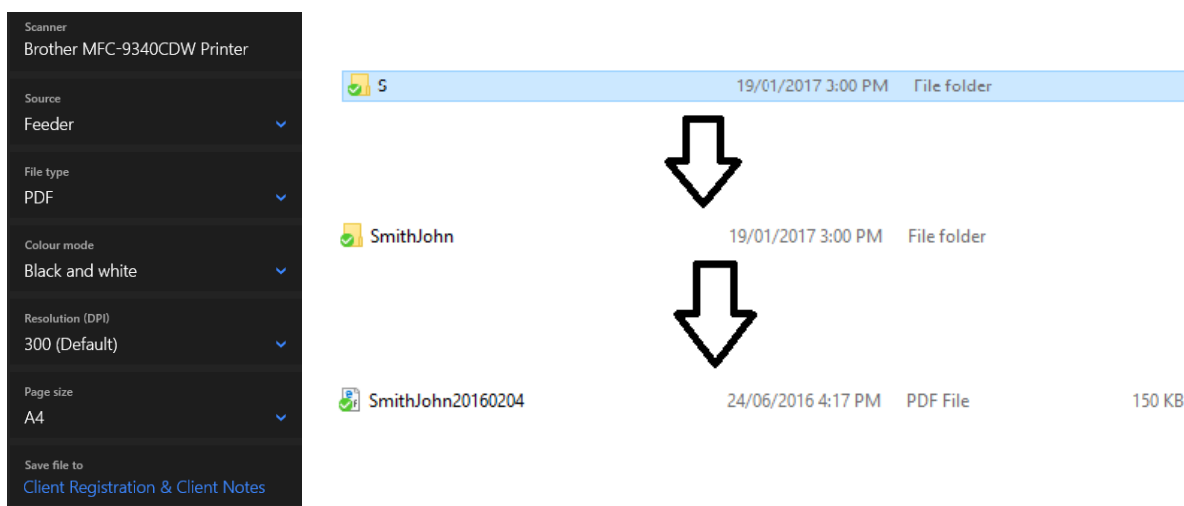 Scanner
Brother MFC-9340CDW Printer
Source
Feeder
File type
PDF
Colour mode
Black and white
Resolution (DPI)
300 (Default)
Page size
A4
Save file to
Client Registration & Client Notes
S 19/01/2017 3:00 PM File folder
SmithJohn 19/01/2017 3:00 PM File folder
SmithJohn20160204 24/06/2016 4:17 PM PDF File 150 KB